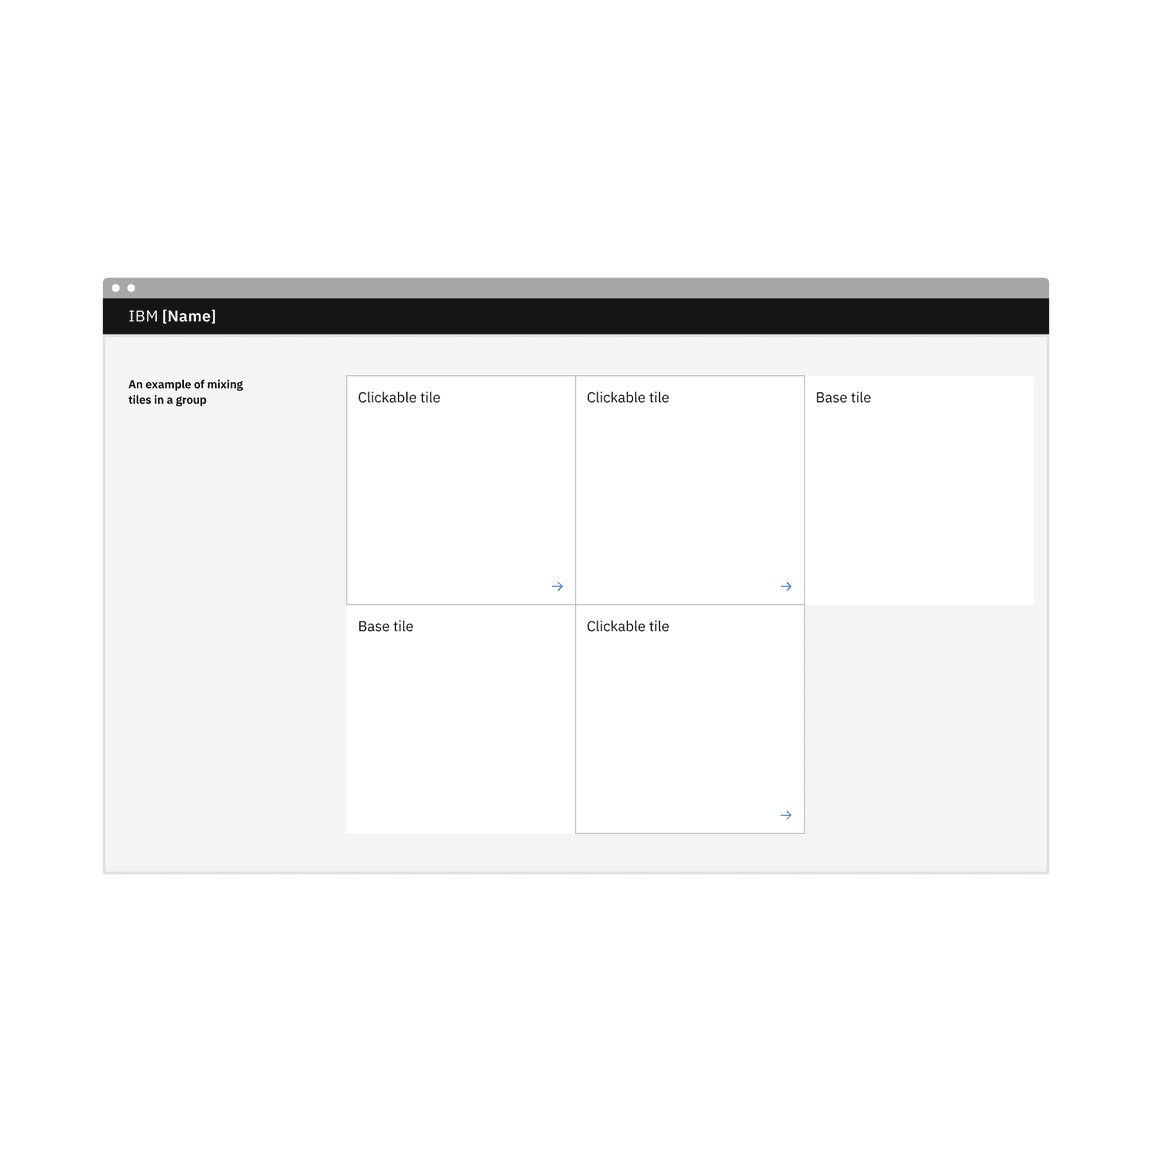 IBM [Name]
An example of mixing
tiles in a group
Clickable tile
Clickable tile
Base tile
Base tile
Clickable tile